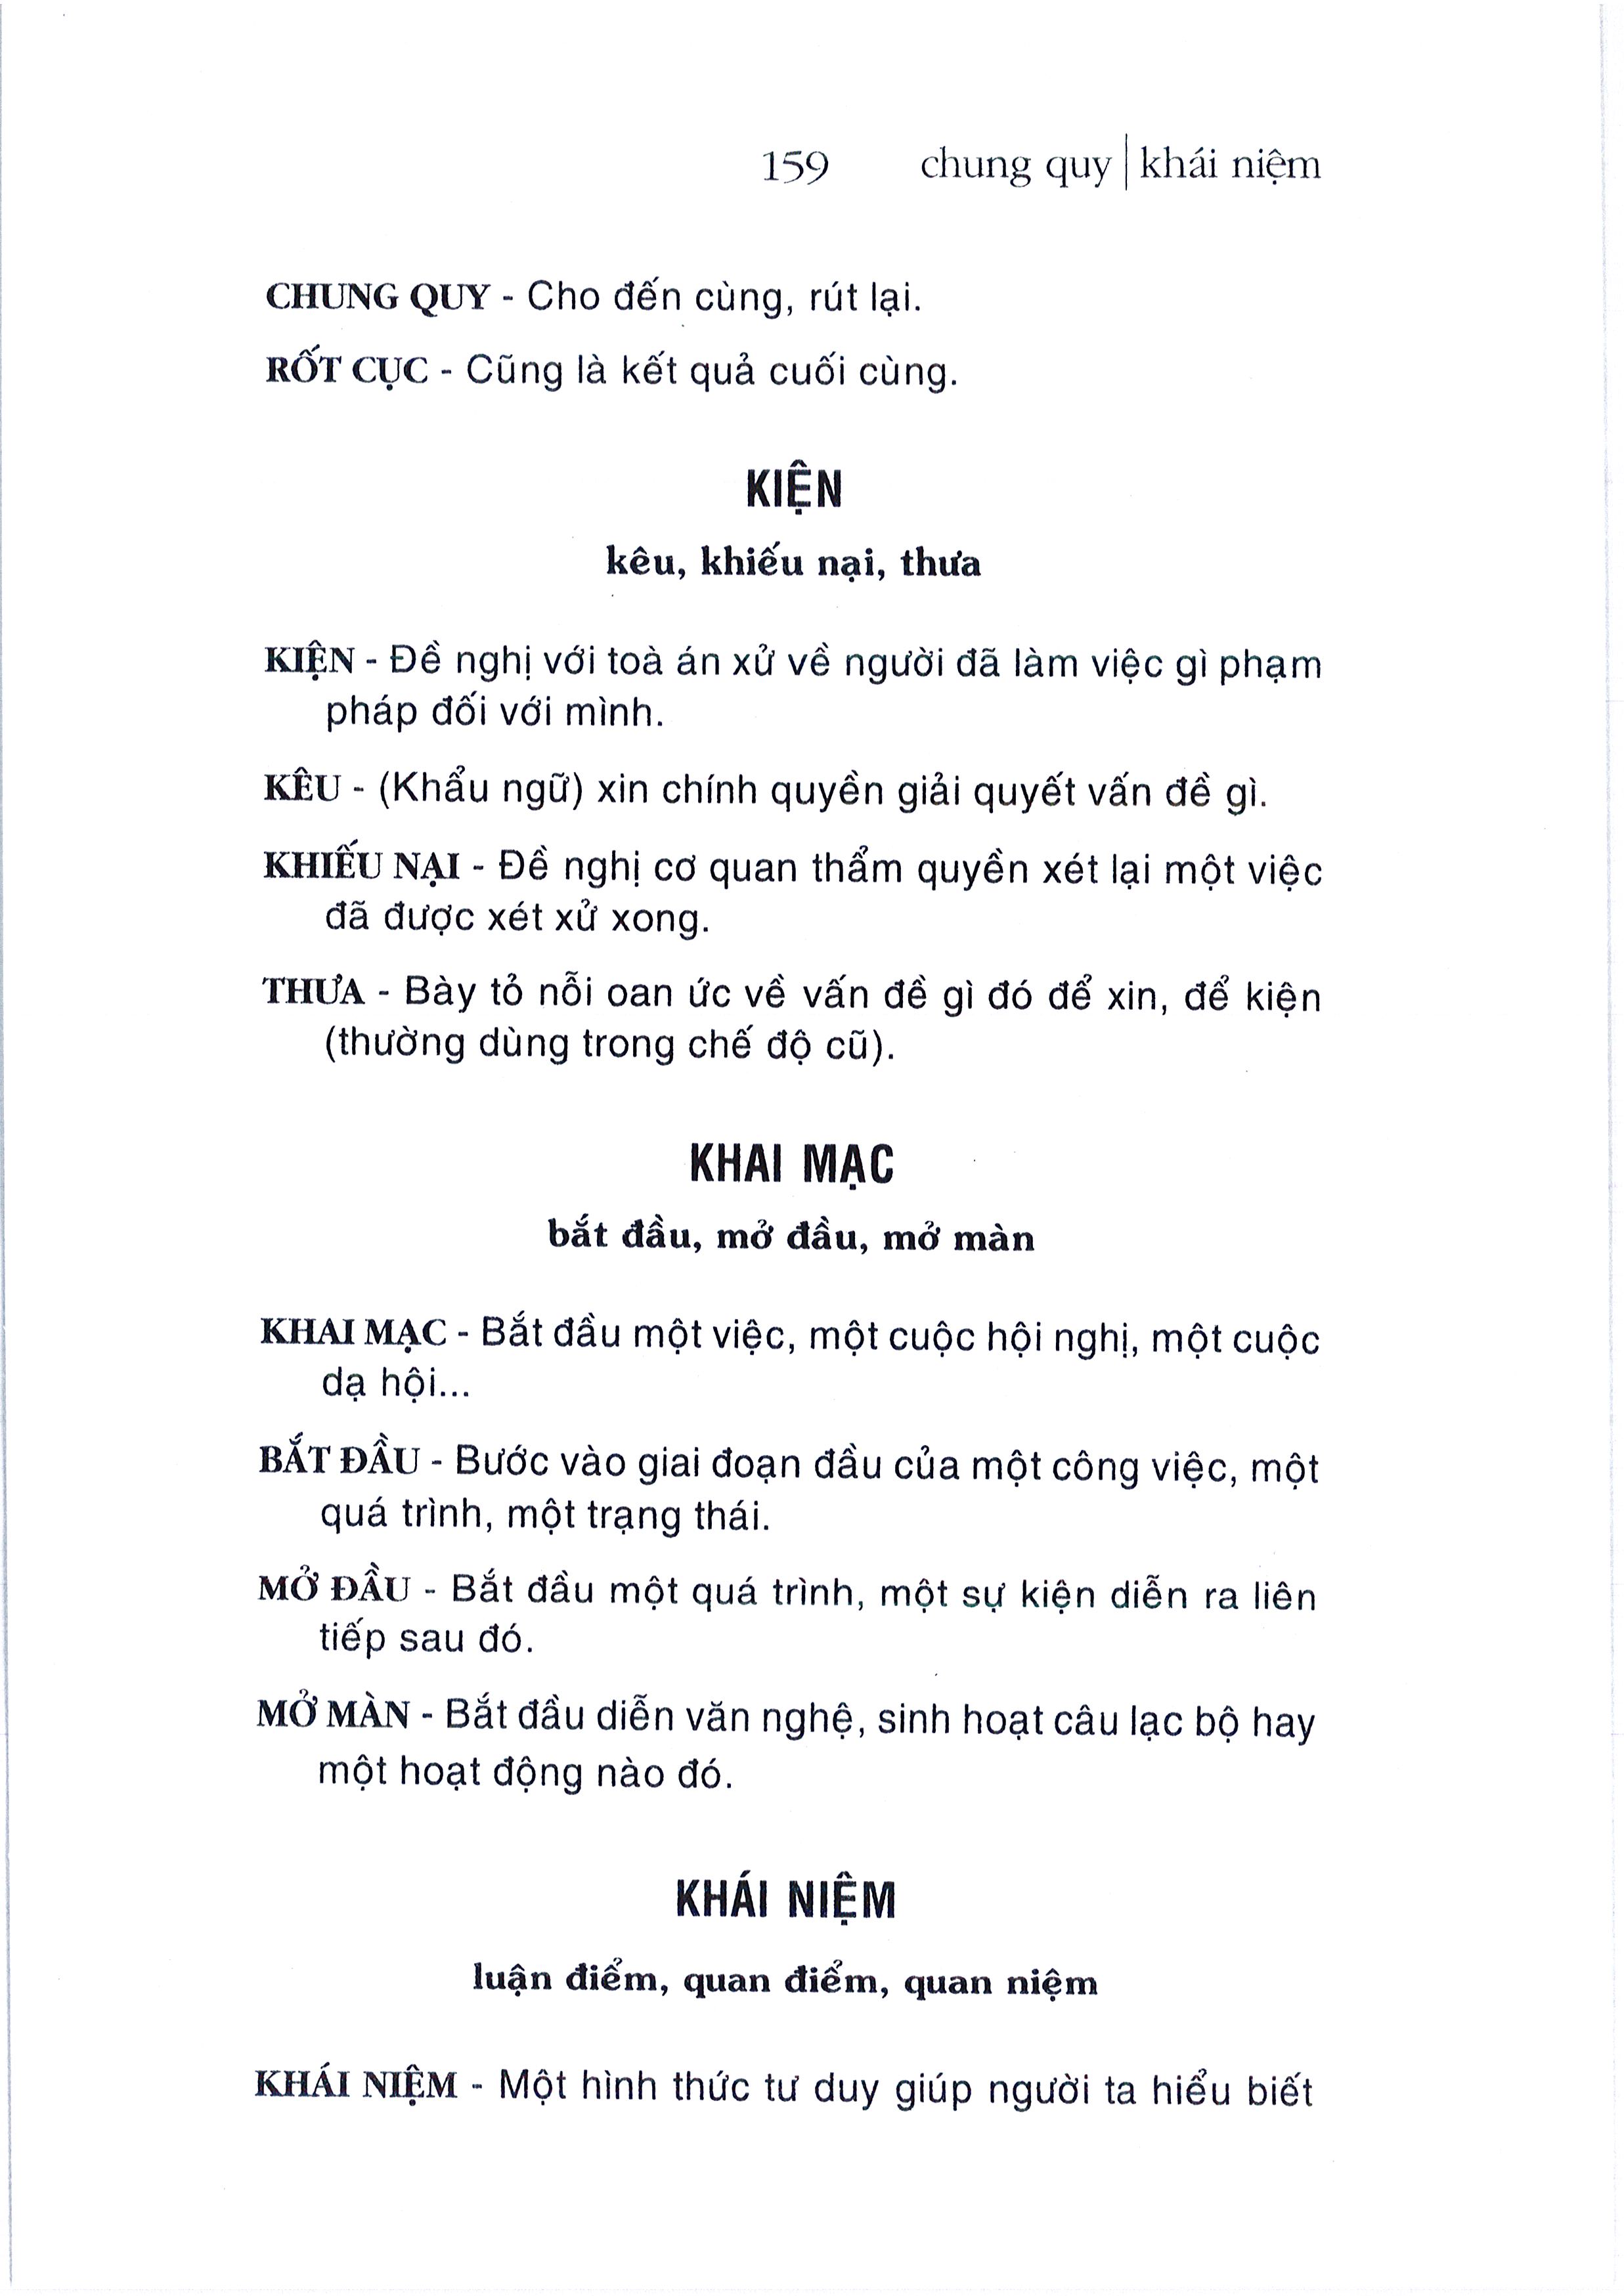 159 chung quy | khái niệm
CHUNG QUY - Cho đến cùng, rút lại.
RỐT CỤC - Cũng là kết quả cuối cùng.
KIỆN
kêu, khiếu nại, thưa
KIỆN - Đề nghị với toà án xử về người đã làm việc gì phạm
pháp đối với mình.
KÊU - (Khẩu ngữ) xin chính quyền giải quyết vấn đề gì.
KHIẾU NẠI - Đề nghị cơ quan thẩm quyền xét lại một việc
đã được xét xử xong.
THƯA - Bày tỏ nỗi oan ức về vấn đề gì đó để xin, để kiện
(thường dùng trong chế độ cũ).
KHAI MẠC
bắt đầu, mở đầu, mở màn
KHAI MẠC - Bắt đầu một việc, một cuộc hội nghị, một cuộc
dạ hội...
BẮT ĐẦU - Bước vào giai đoạn đầu của một công việc, một
quá trình, một trạng thái.
MỞ ĐẦU - Bắt đầu một quá trình, một sự kiện diễn ra liên
tiếp sau đó.
MỞ MÀN - Bắt đầu diễn văn nghệ, sinh hoạt câu lạc bộ hay
một hoạt động nào đó.
KHÁI NIỆM
luận điểm, quan điểm, quan niệm
KHÁI NIỆM - Một hình thức tư duy giúp người ta hiểu biết